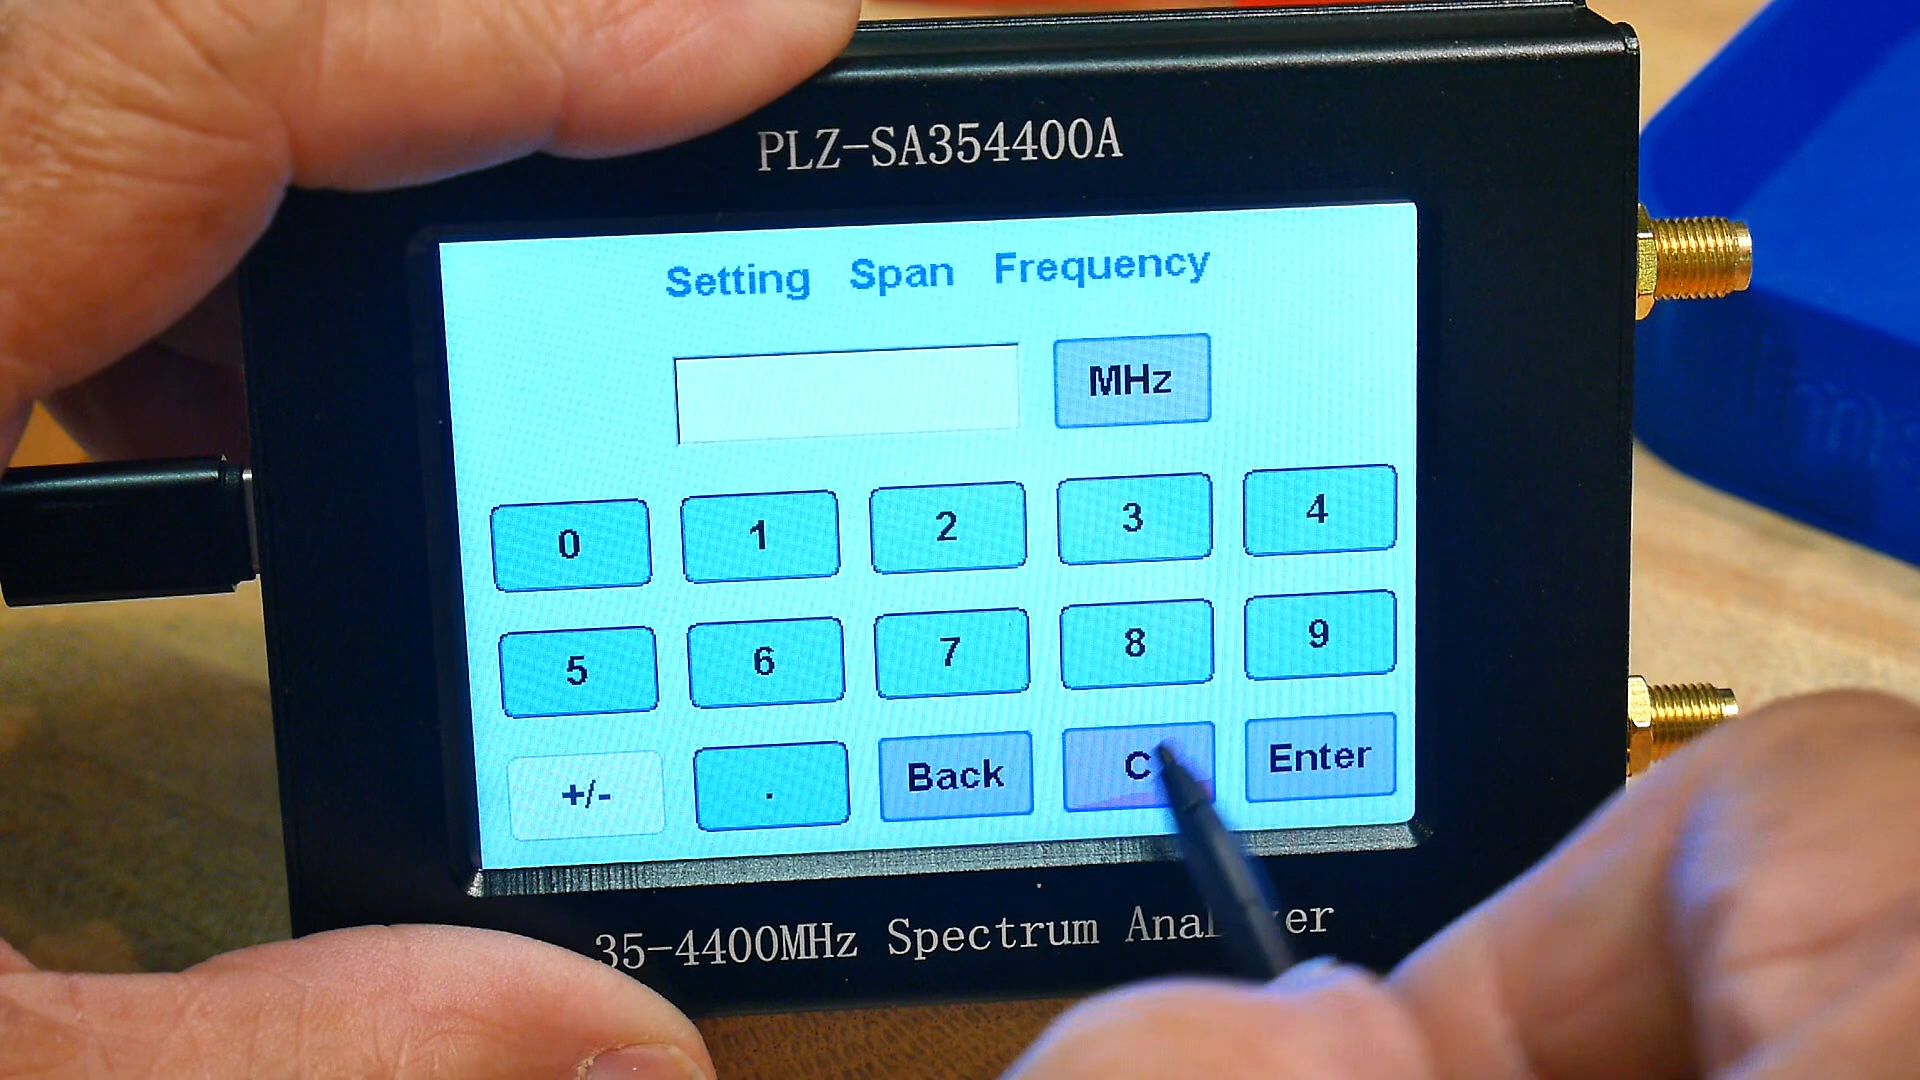 PLZ-SA354400A
Setting Span Frequency
MHz
0 1 2 3 4
5 6 7 8 9
+/- . Back C Enter
35-4400MHz Spectrum Analyzer